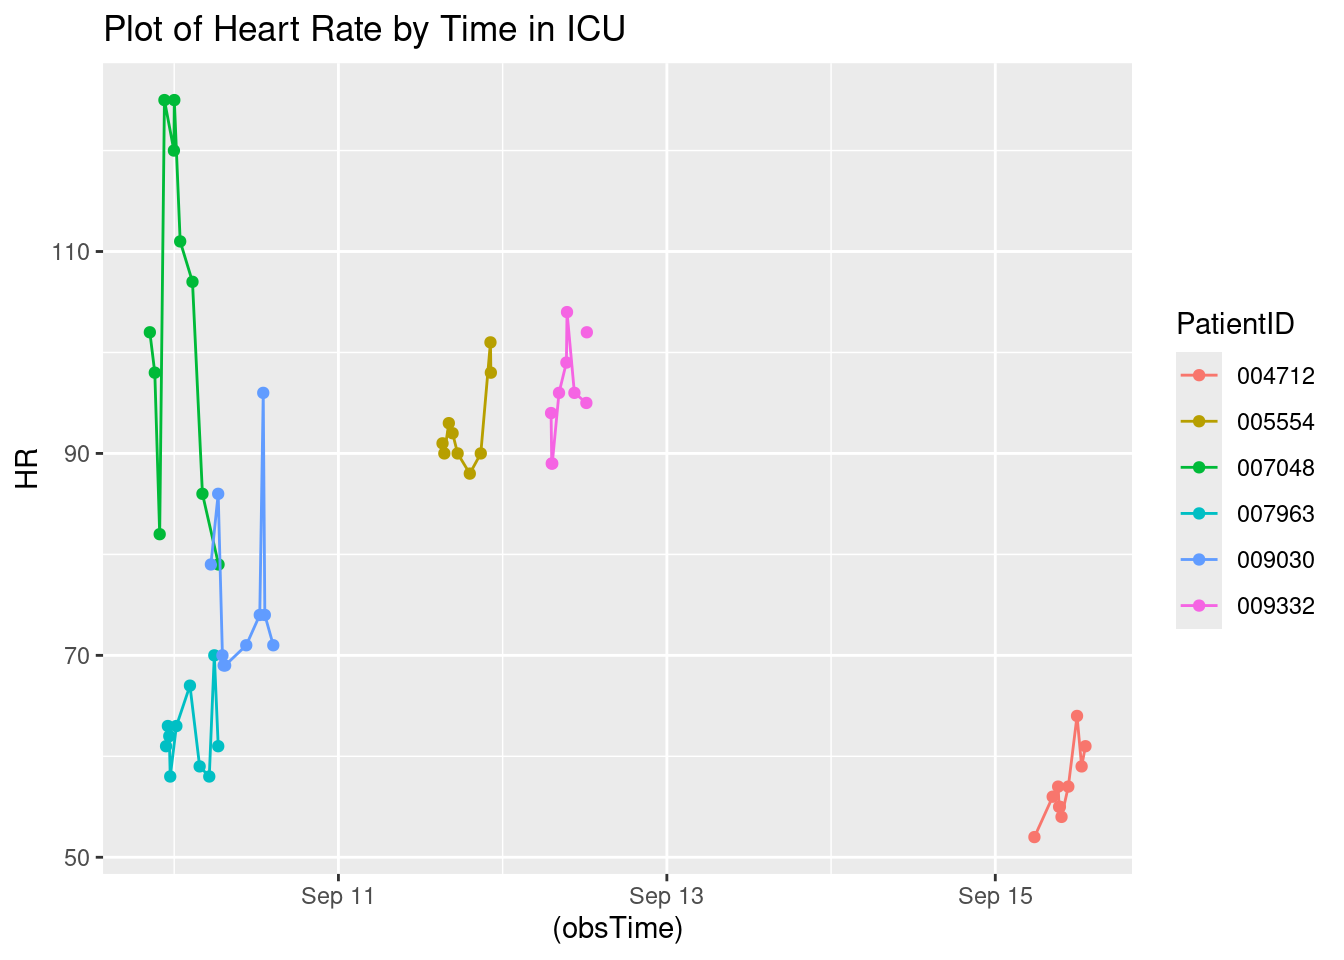 Plot of Heart Rate by Time in ICU
HR
110
90
70
50
Sep 11
Sep 13
Sep 15
(obsTime)
PatientID
004712
005554
007048
007963
009030
009332